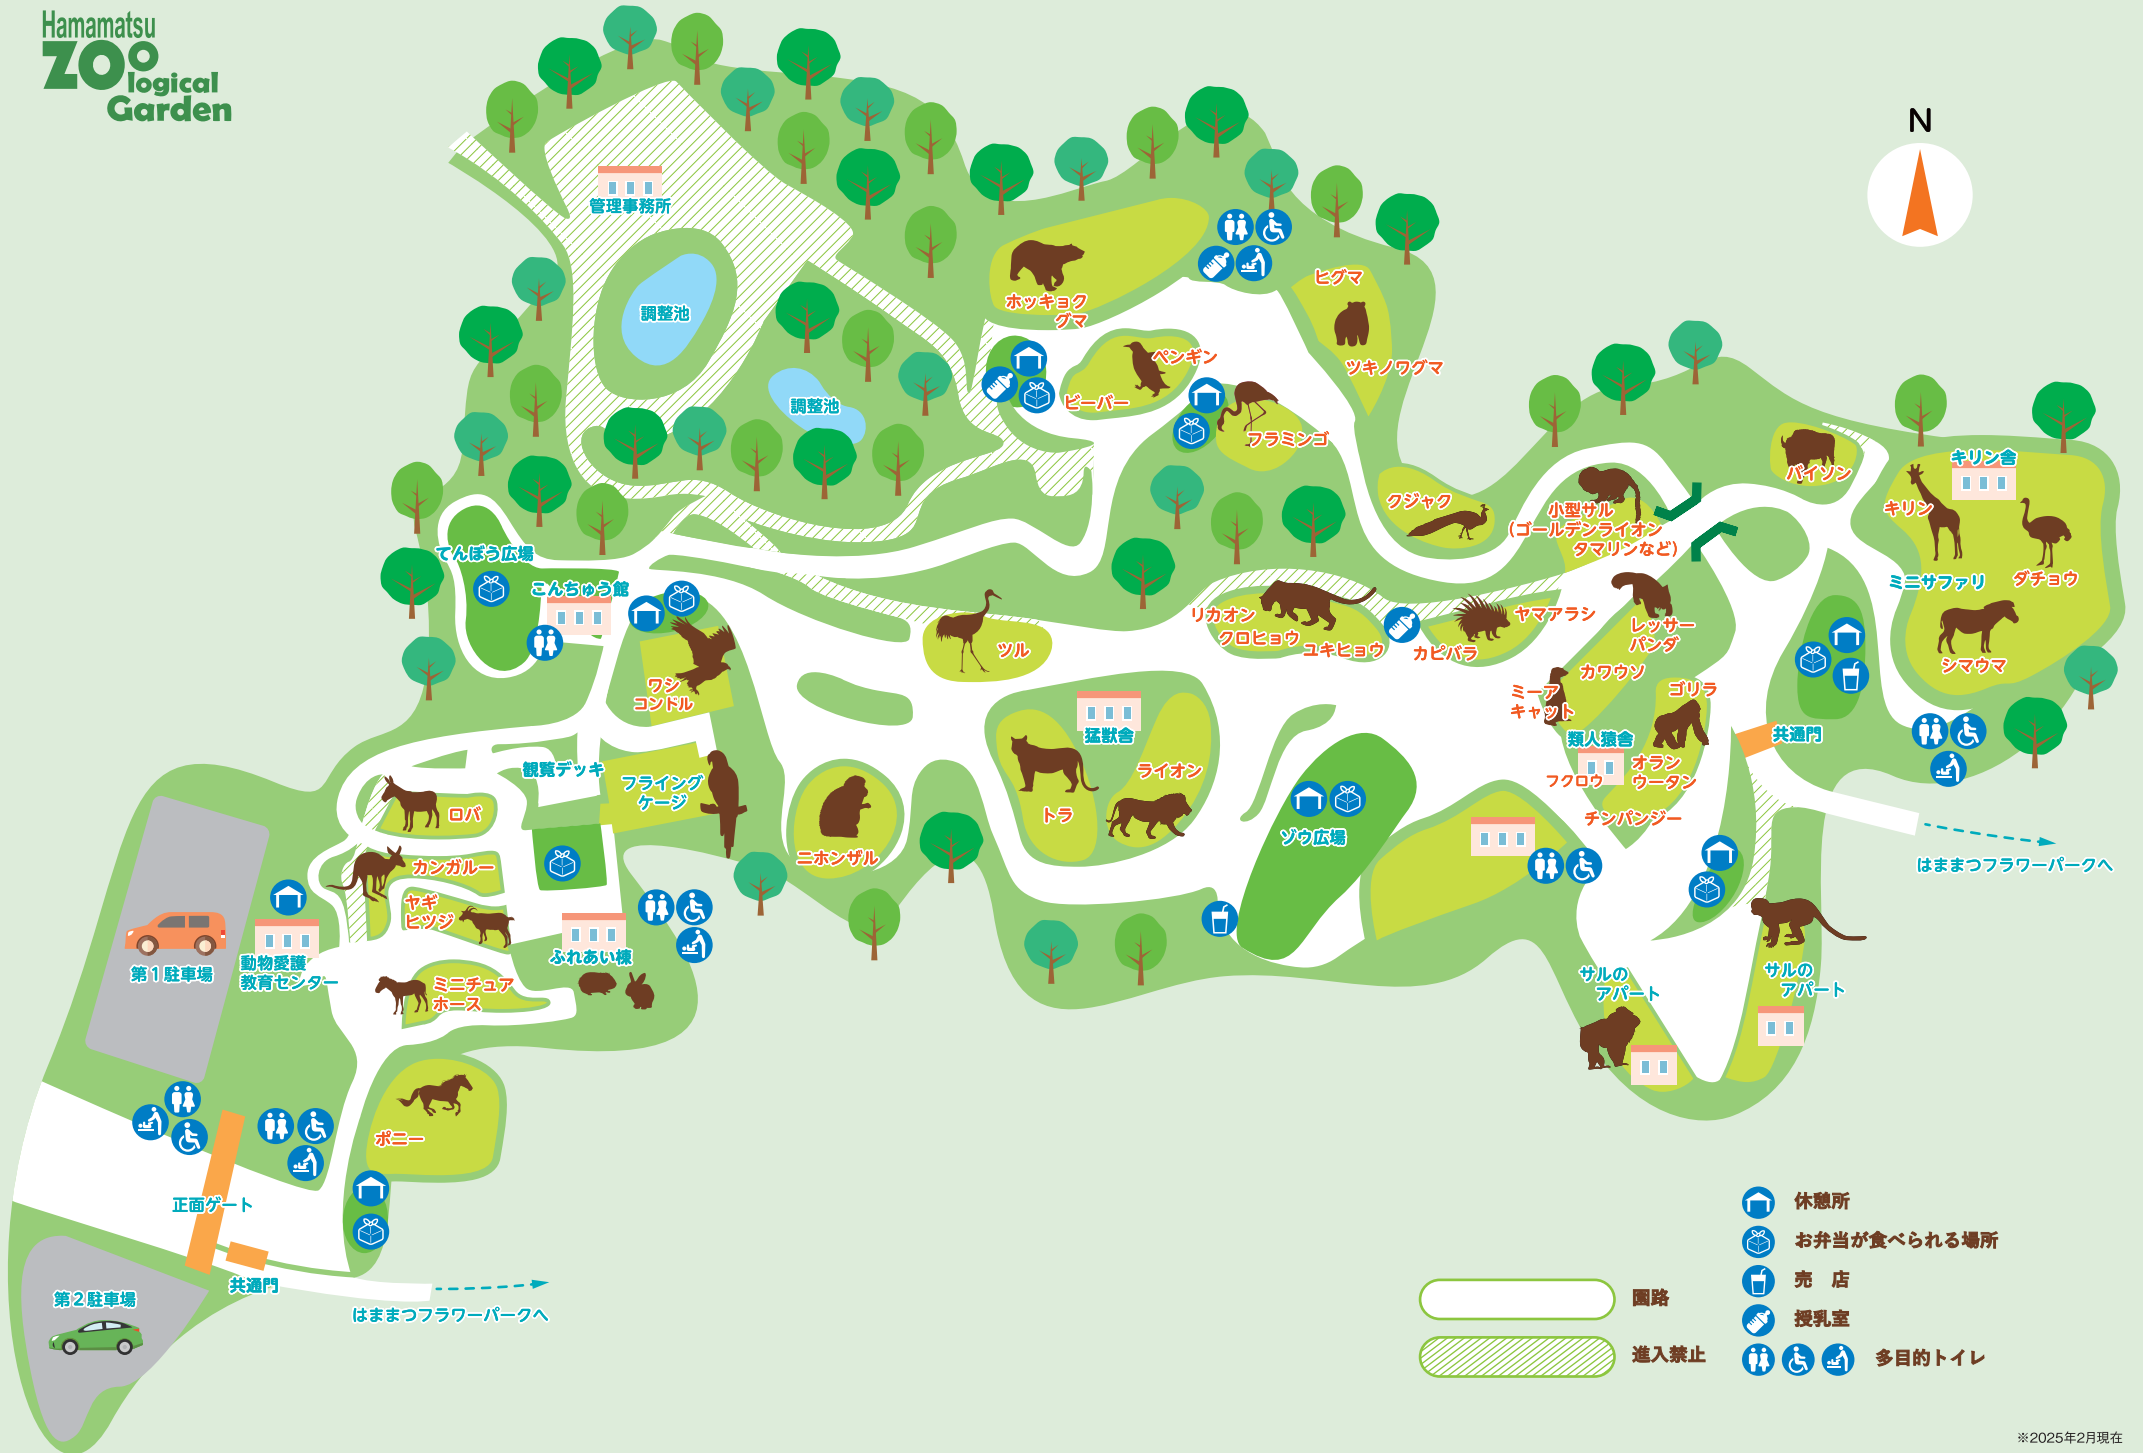 Hamamatsu
ZOO
logical
Garden
N
管理事務所
調整池
調整池
ホッキョク
グマ
ヒグマ
ツキノワグマ
ペンギン
ビーバー
フラミンゴ
クジャク
小型サル
(ゴールデンライオン
タマリンなど)
バイソン
キリン舎
キリン
ミニサファリ
ダチョウ
シマウマ
てんぼう広場
こんちゅう館
ワシ
コンドル
ツル
リカオン
クロヒョウ
ユキヒョウ
カピバラ
ヤマアラシ
レッサー
パンダ
カワウソ
ミーア
キャット
ゴリラ
類人猿舎
フクロウ
オラン
ウータン
チンパンジー
共通門
はままつフラワーパークへ
観覧デッキ
フライング
ケージ
猛獣舎
トラ
ライオン
ニホンザル
ゾウ広場
ロバ
カンガルー
ヤギ
ヒツジ
ふれあい棟
ミニチュア
ホース
動物愛護
教育センター
第1駐車場
サルの
アパート
サルの
アパート
ポニー
正面ゲート
共通門
第2駐車場
はままつフラワーパークへ
園路
進入禁止
休憩所
お弁当が食べられる場所
売　店
授乳室
多目的トイレ
※2025年2月現在